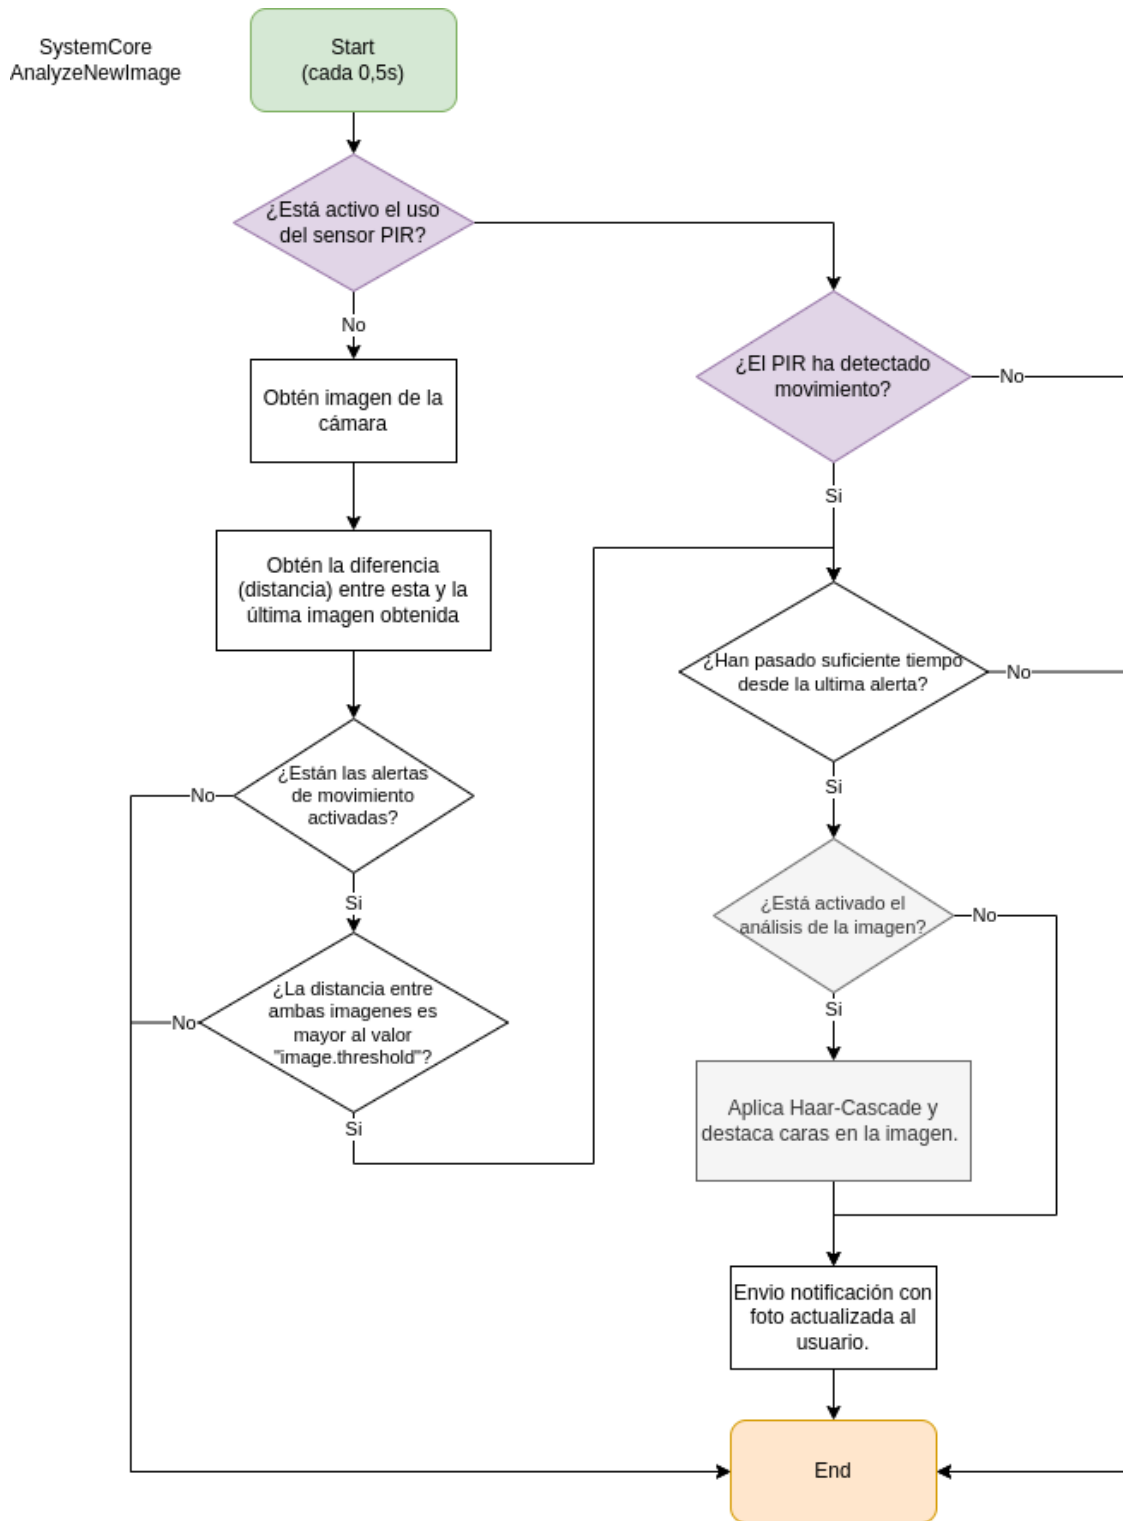 SystemCore
AnalyzeNewImage
Start
(cada 0,5s)
¿Está activo el uso
del sensor PIR?
No
¿El PIR ha detectado
movimiento?
No
Si
Obtén imagen de la
cámara
Obtén la diferencia
(distancia) entre esta y la
última imagen obtenida
¿Han pasado suficiente tiempo
desde la ultima alerta?
No
Si
¿Están las alertas
de movimiento
activadas?
No
Si
¿Está activado el
análisis de la imagen?
No
Si
¿La distancia entre
ambas imagenes es
mayor al valor
"image.threshold"?
No
Si
Aplica Haar-Cascade y
destaca caras en la imagen.
Envio notificación con
foto actualizada al
usuario.
End